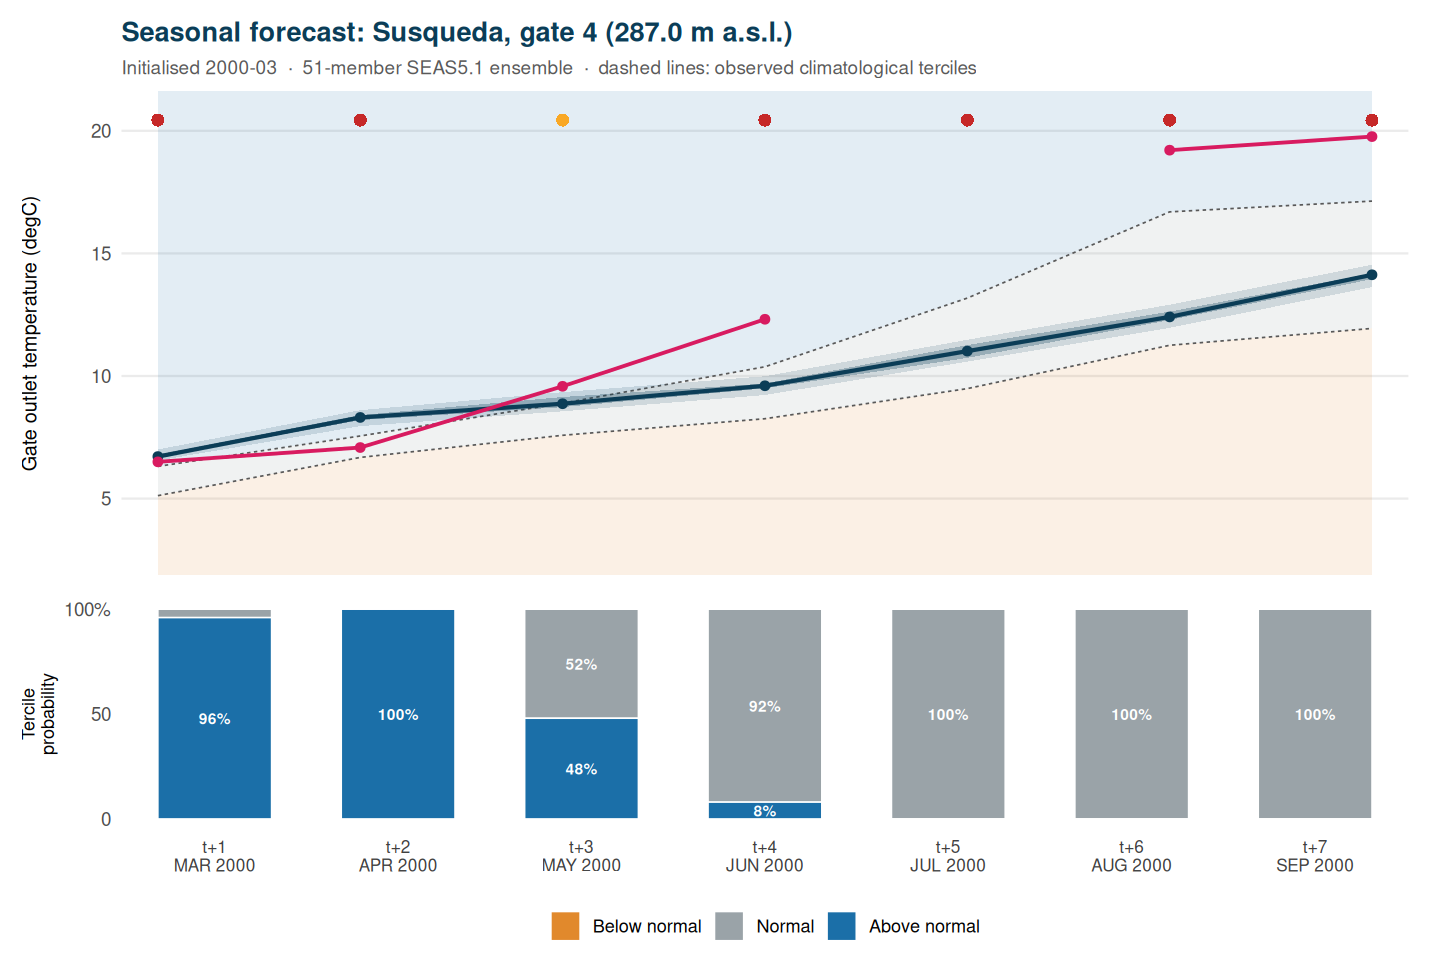 Seasonal forecast: Susqueda, gate 4 (287.0 m a.s.l.)
Initialised 2000-03 · 51-member SEAS5.1 ensemble · dashed lines: observed climatological terciles
Gate outlet temperature (degC)
20
15
10
5
Tercile
probability
100%
50
0
96%
100%
52%
48%
92%
8%
100%
100%
100%
t+1
MAR 2000
t+2
APR 2000
t+3
MAY 2000
t+4
JUN 2000
t+5
JUL 2000
t+6
AUG 2000
t+7
SEP 2000
Below normal
Normal
Above normal